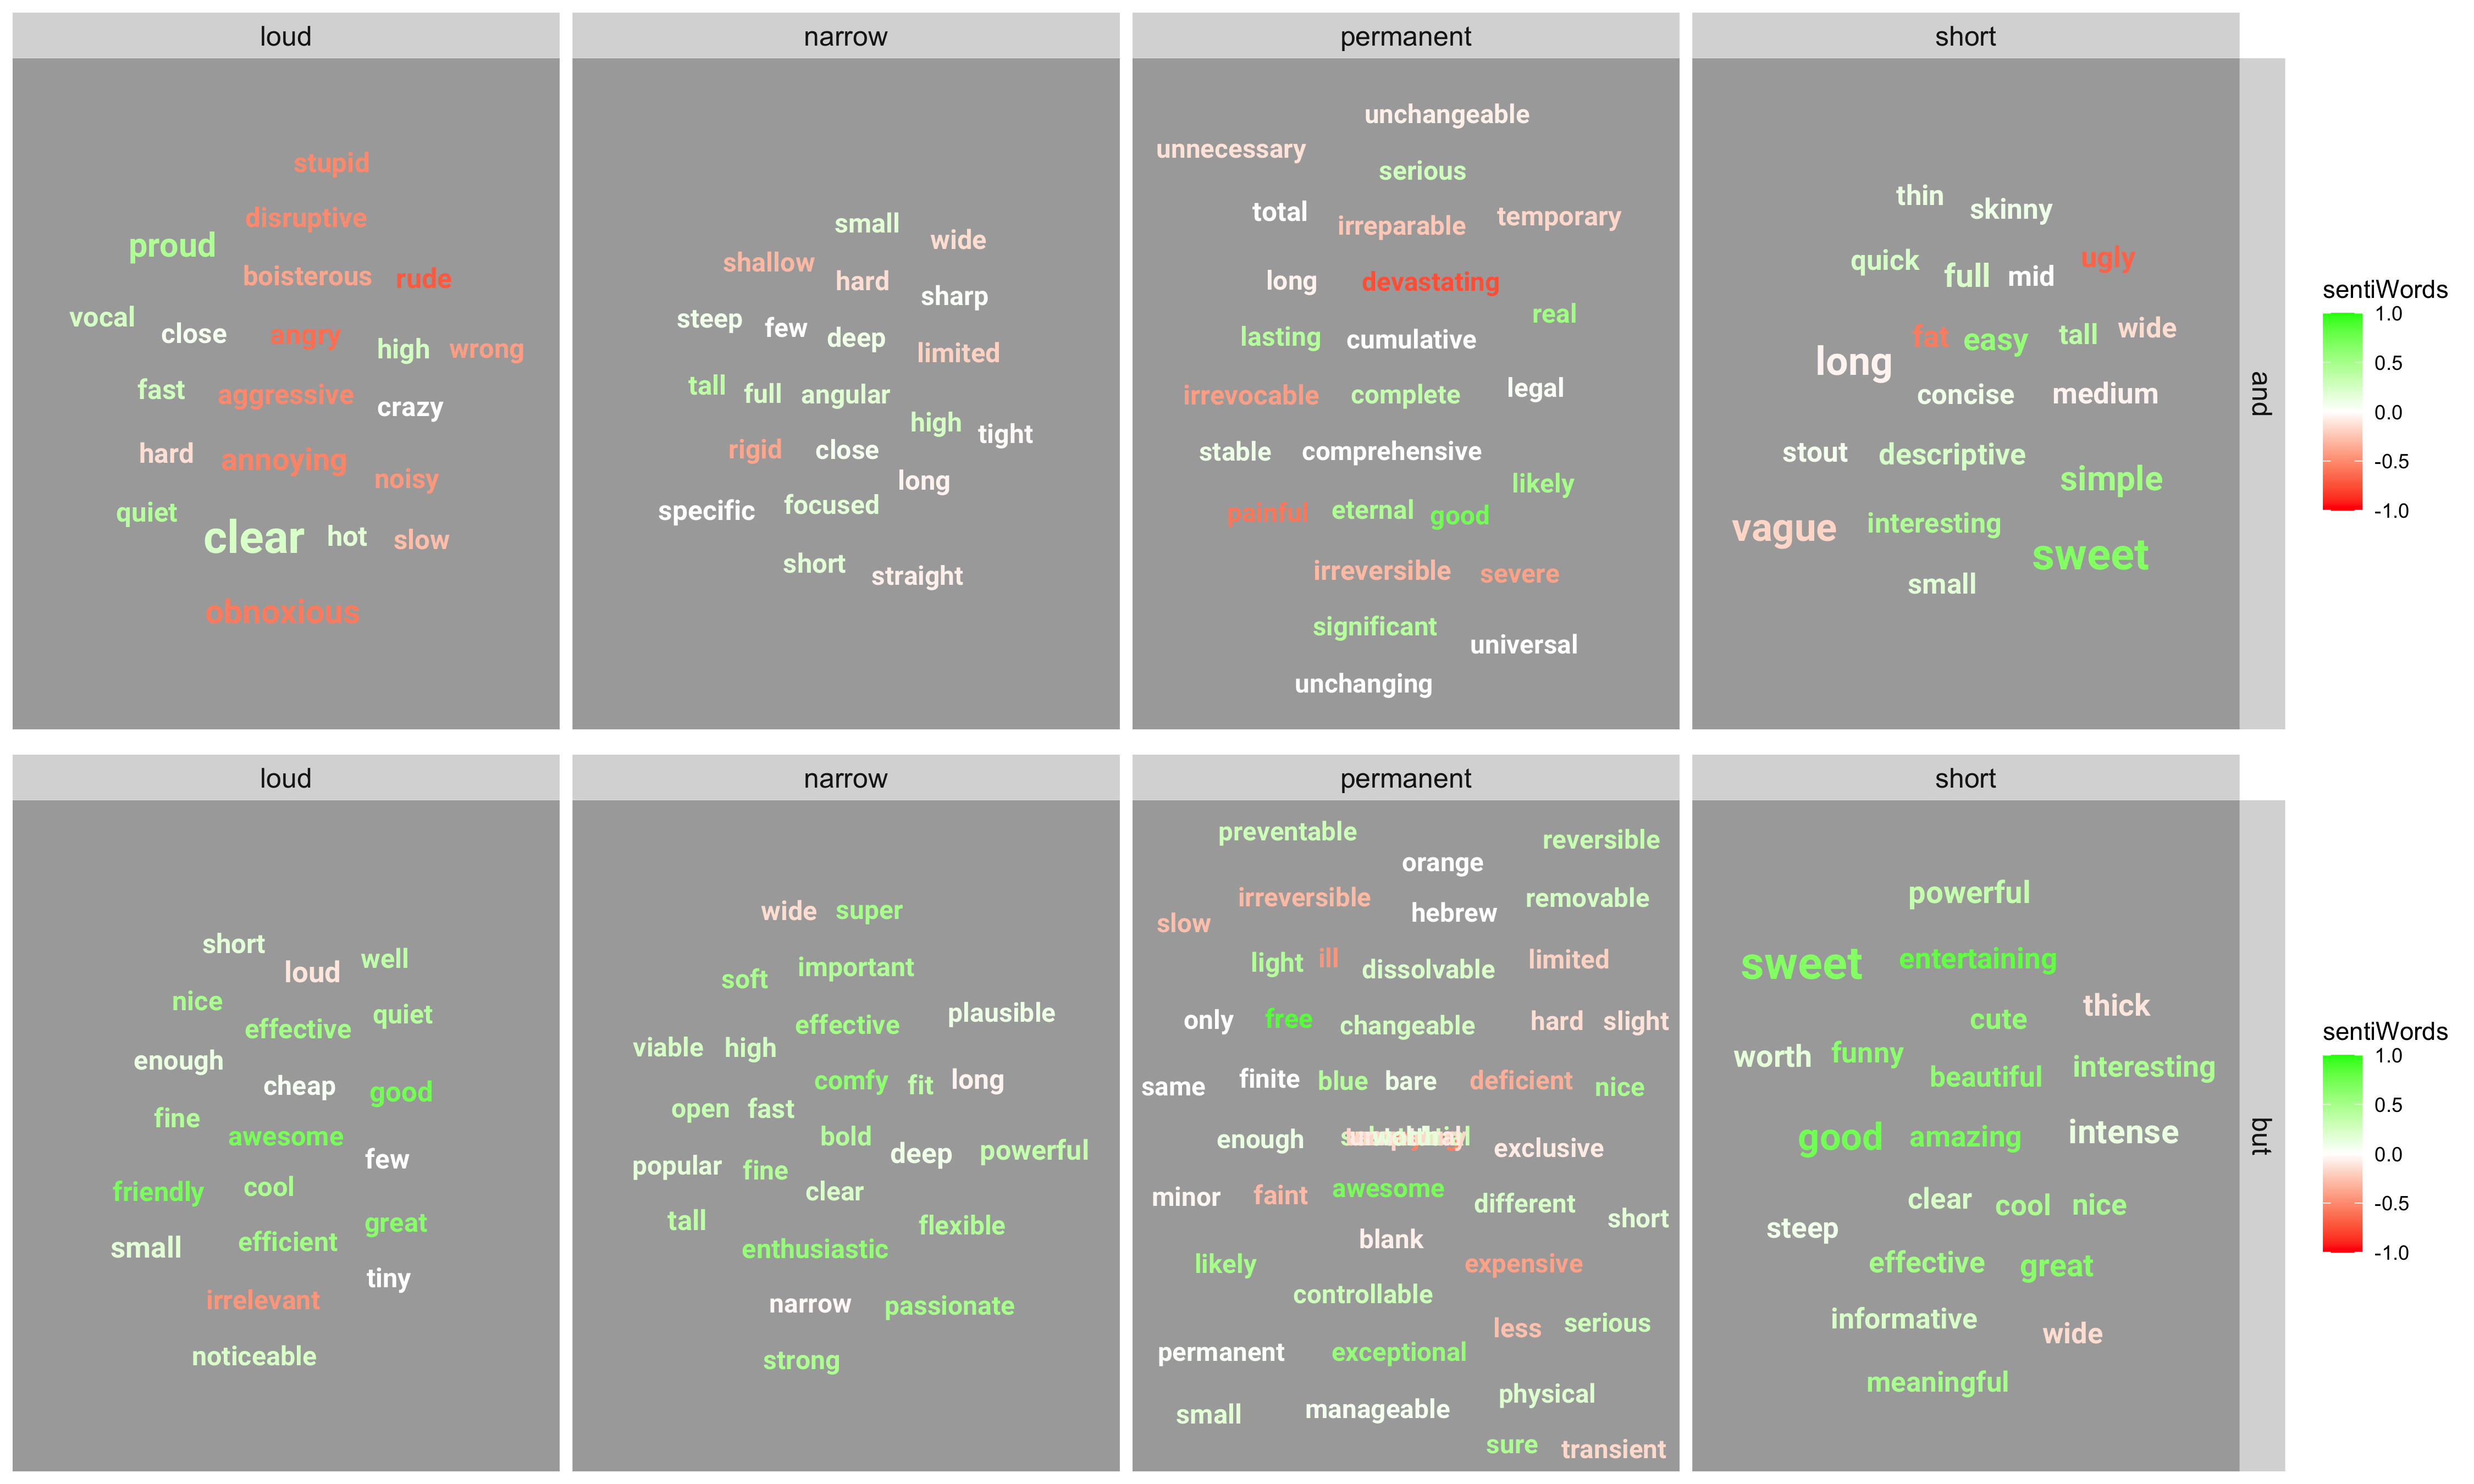 loud
stupid
disruptive
proud
boisterous rude
vocal
close angry
high wrong
fast aggressive
crazy
hard annoying
noisy
quiet
clear hot slow
obnoxious
narrow
small
wide
shallow
hard
sharp
steep few deep
limited
tall full angular
high tight
rigid close
long
specific focused
short straight
permanent
unchangeable
unnecessary
serious
total irreparable temporary
long devastating
real
lasting cumulative
irrevocable complete legal
stable comprehensive
likely
painful eternal good
irreversible severe
significant
universal
unchanging
short
thin skinny
quick full mid ugly
fat easy tall wide
long
concise medium
stout descriptive
simple
vague interesting
sweet
small
and
sentiWords
1.0
0.5
0.0
-0.5
-1.0
loud
short
loud well
nice
effective quiet
enough
cheap good
fine
awesome
few
friendly cool
great
small efficient
tiny
irrelevant
noticeable
narrow
wide super
soft important
plausible
effective
viable high
comfy fit long
open fast
bold
deep powerful
popular fine
clear
tall flexible
enthusiastic
narrow passionate
strong
permanent
preventable reversible
orange
irreversible removable
slow hebrew
light ill dissolvable limited
only free changeable hard slight
same finite blue bare deficient nice
enough exclusive
minor faint awesome different
short
blank
likely expensive
controllable
less serious
permanent exceptional
physical
small manageable
sure transient
short
powerful
sweet entertaining
thick
cute
worth funny
beautiful interesting
good amazing intense
clear cool nice
steep
effective great
informative
wide
meaningful
but
sentiWords
1.0
0.5
0.0
-0.5
-1.0